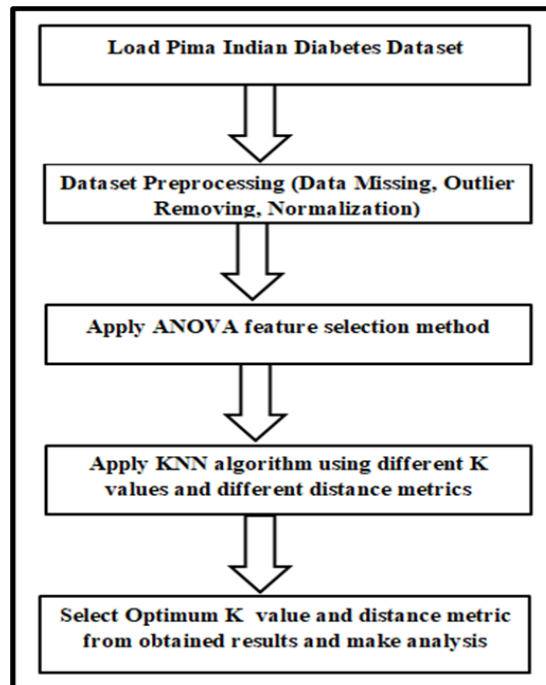 Load Pima Indian Diabetes Dataset
Dataset Preprocessing (Data Missing, Outlier
Removing, Normalization)
Apply ANOVA feature selection method
Apply KNN algorithm using different K
values and different distance metrics
Select Optimum K value and distance metric
from obtained results and make analysis